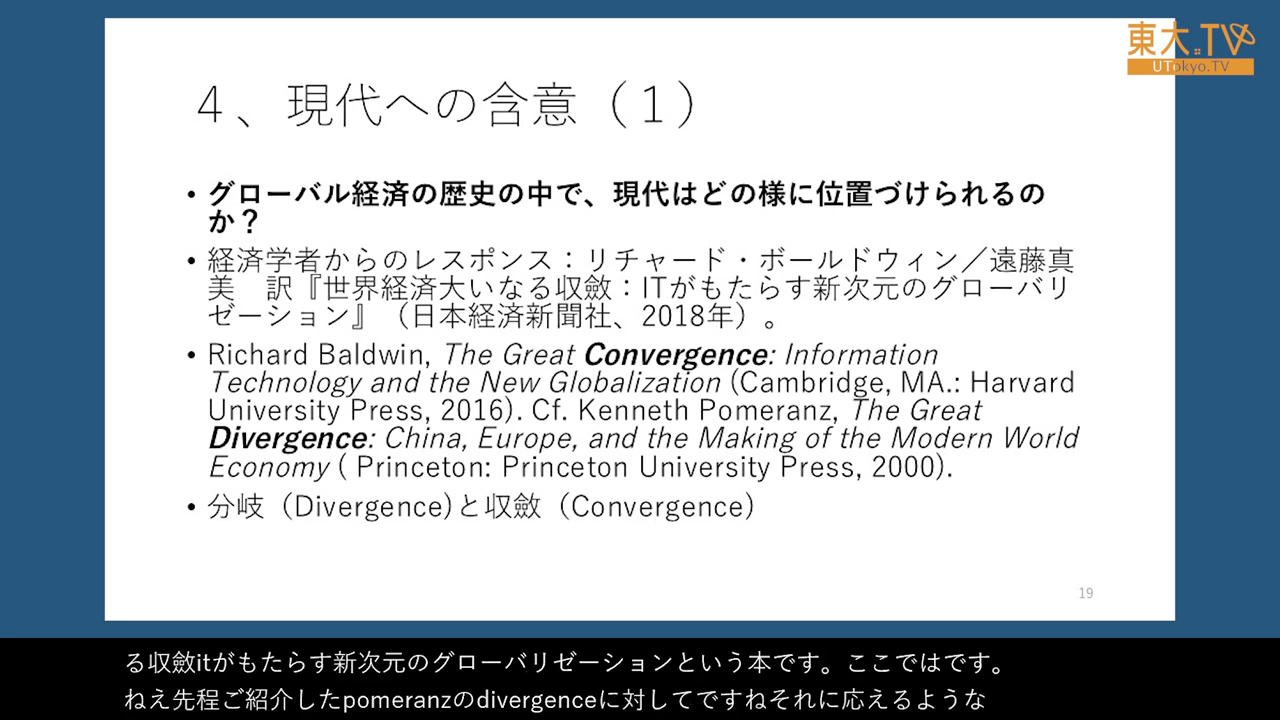 東大.TV
UTokyo.TV
4、現代への含意（1）
• グローバル経済の歴史の中で、現代はどの様に位置づけられるの
か？
• 経済学者からのレスポンス：リチャード・ボールドウィン／遠藤真
美　訳『世界経済大いなる収斂：ITがもたらす新次元のグローバリ
ゼーション』（日本経済新聞社、2018年）。
• Richard Baldwin, The Great Convergence: Information
Technology and the New Globalization (Cambridge, MA.: Harvard
University Press, 2016). Cf. Kenneth Pomeranz, The Great
Divergence: China, Europe, and the Making of the Modern World
Economy ( Princeton: Princeton University Press, 2000).
• 分岐（Divergence)と収斂（Convergence）
19
る収斂itがもたらす新次元のグローバリゼーションという本です。ここではです。
ねえ先程ご紹介したpomeranzのdivergenceに対してですねそれに応えるような